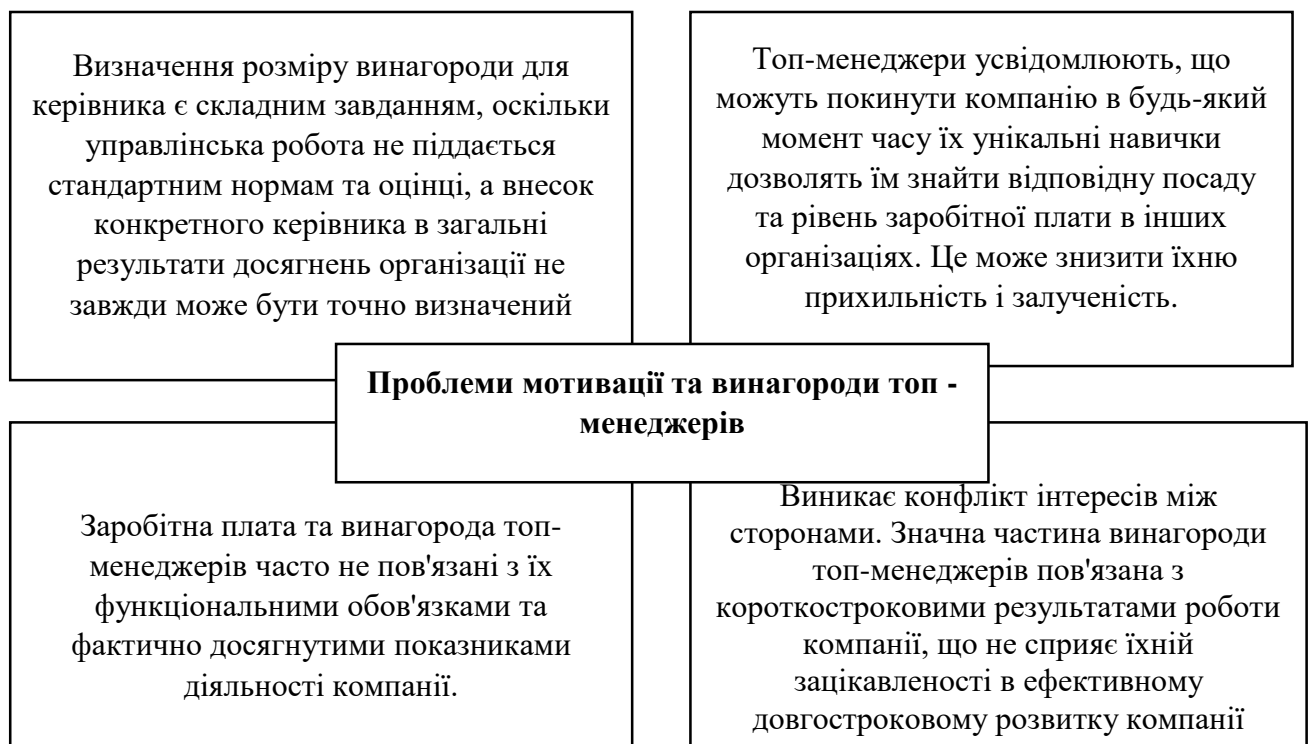 Визначення розміру винагороди для
керівника є складним завданням, оскільки
управлінська робота не піддається
стандартним нормам та оцінці, а внесок
конкретного керівника в загальні
результати досягнень організації не
завжди може бути точно визначений
Топ-менеджери усвідомлюють, що
можуть покинути компанію в будь-який
момент часу їх унікальні навички
дозволять їм знайти відповідну посаду
та рівень заробітної плати в інших
організаціях. Це може знизити їхню
прихильність і залученість.
Проблеми мотивації та винагороди топ -
менеджерів
Заробітна плата та винагорода топ-
менеджерів часто не пов'язані з їх
функціональними обов'язками та
фактично досягнутими показниками
діяльності компанії.
Виникає конфлікт інтересів між
сторонами. Значна частина винагороди
топ-менеджерів пов'язана з
короткостроковими результатами роботи
компанії, що не сприяє їхній
зацікавленості в ефективному
довгостроковому розвитку компанії